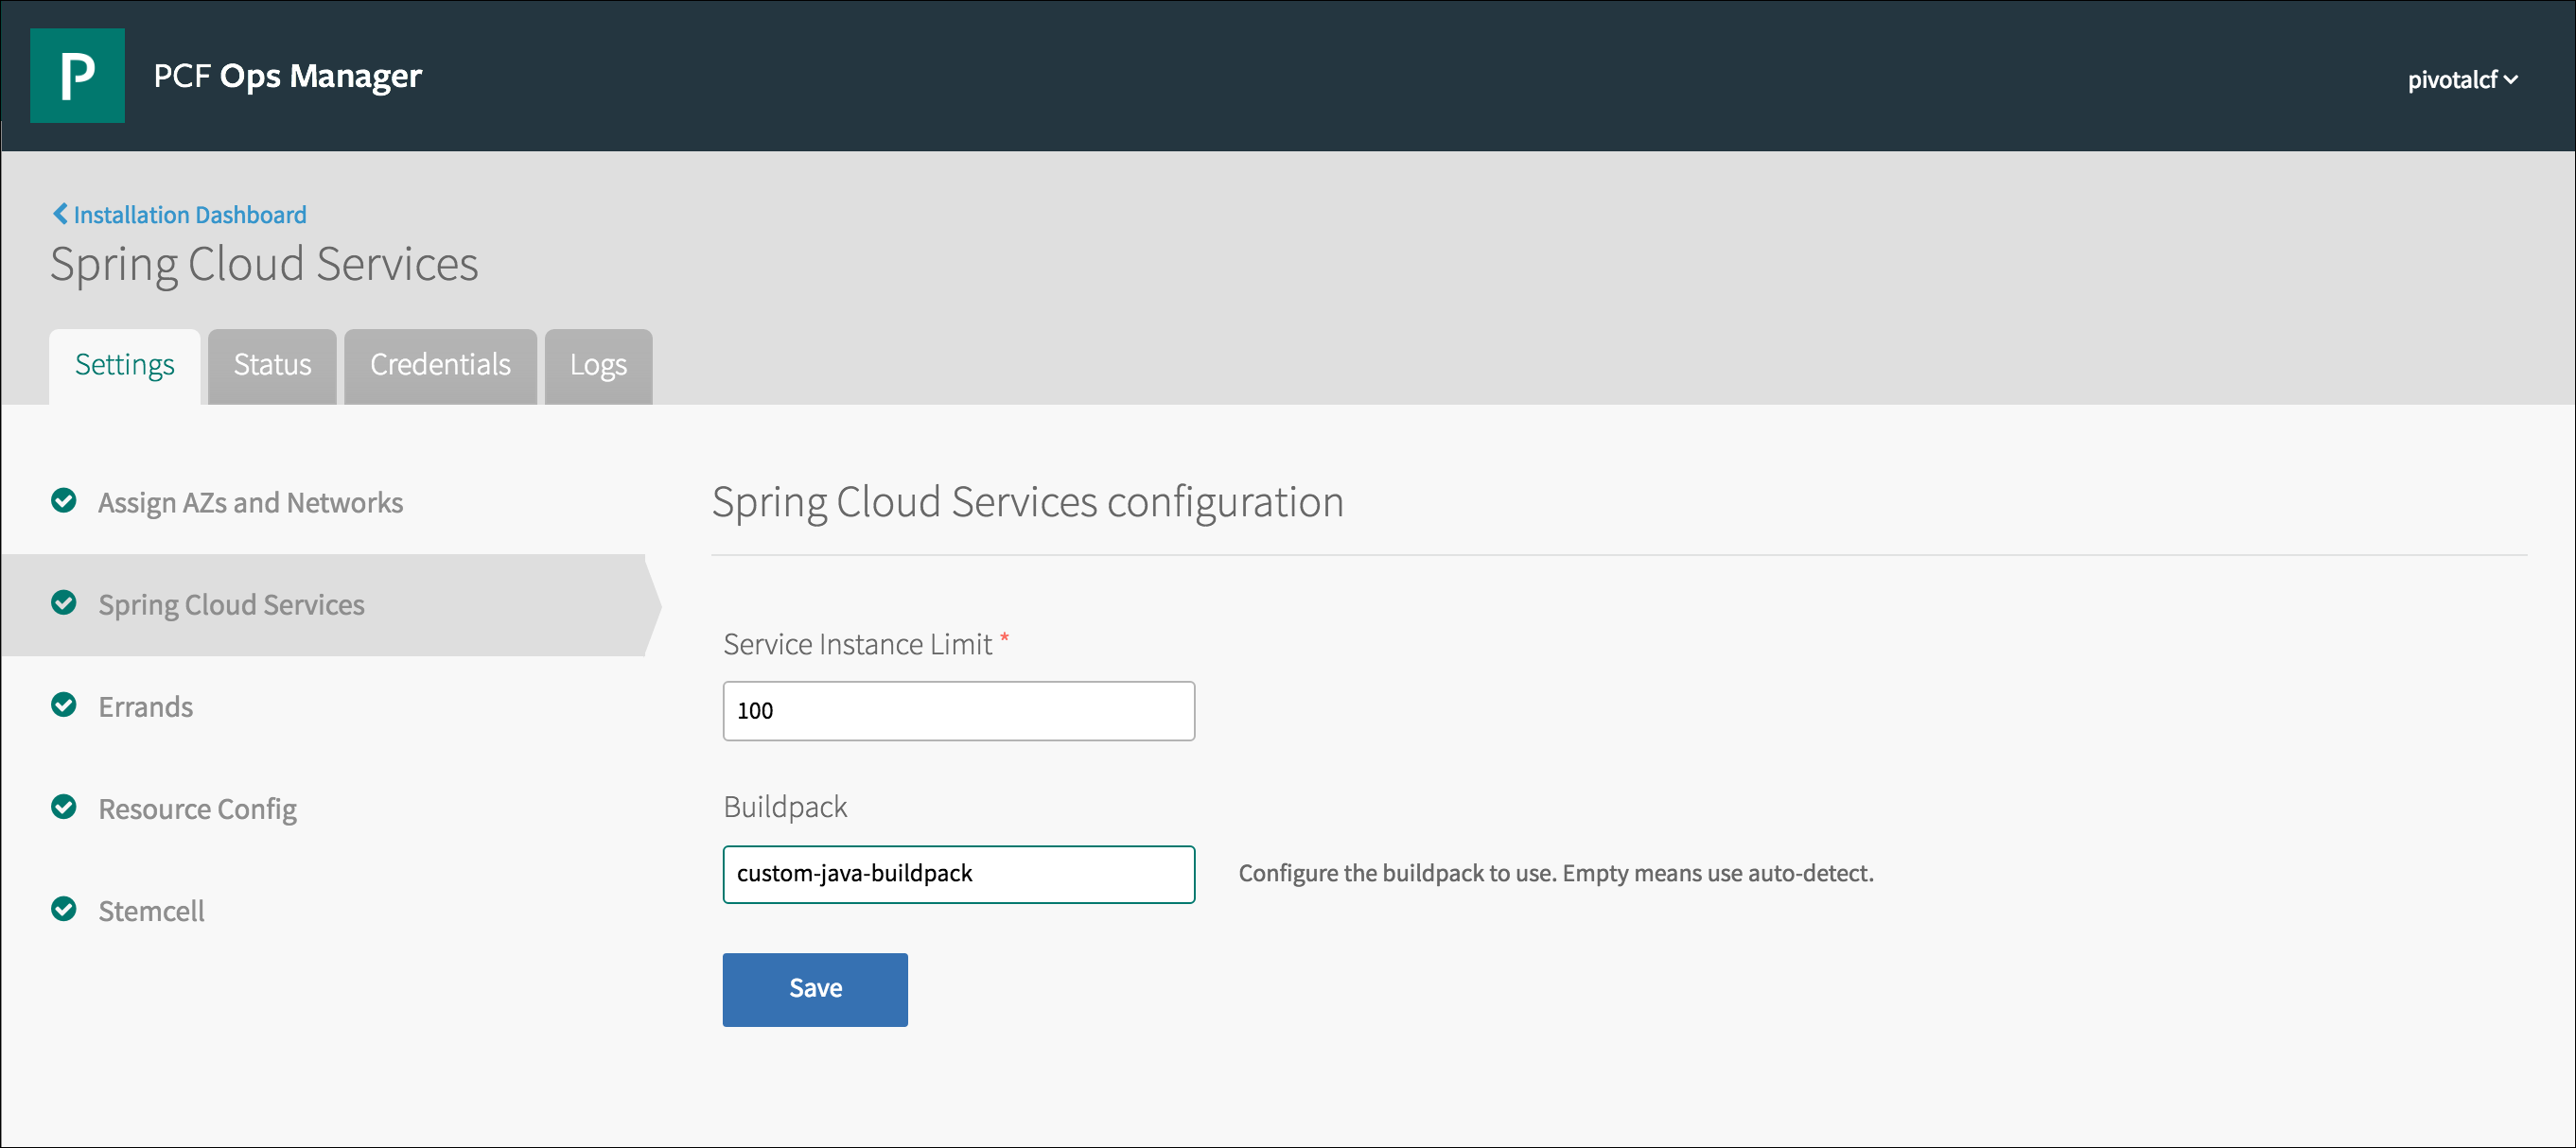 P
PCF Ops Manager
pivotalcf
Installation Dashboard
Spring Cloud Services
Settings
Status
Credentials
Logs
Assign AZs and Networks
Spring Cloud Services
Errands
Resource Config
Stemcell
Spring Cloud Services configuration
Service Instance Limit *
100
Buildpack
custom-java-buildpack
Configure the buildpack to use. Empty means use auto-detect.
Save